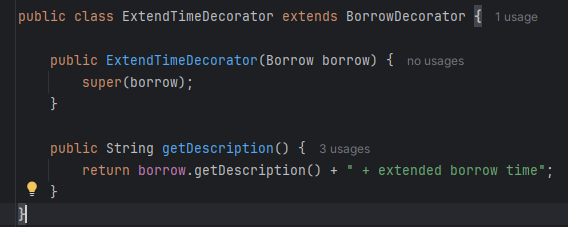 public class ExtendTimeDecorator extends BorrowDecorator { 1 usage
public ExtendTimeDecorator(Borrow borrow) { no usages
super(borrow);
}
public String getDescription() { 3 usages
return borrow.getDescription() + " + extended borrow time";
}
}